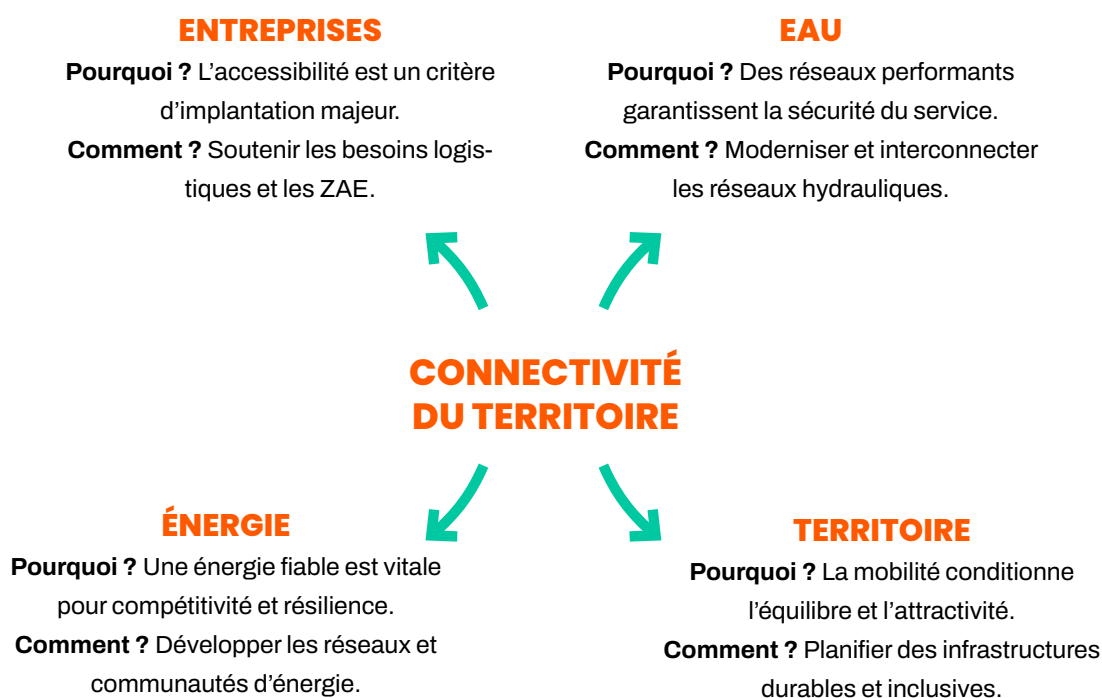 ENTREPRISES
Pourquoi ? L’accessibilité est un critère
d’implantation majeur.
Comment ? Soutenir les besoins logis-
tiques et les ZAE.
EAU
Pourquoi ? Des réseaux performants
garantissent la sécurité du service.
Comment ? Moderniser et interconnecter
les réseaux hydrauliques.
CONNECTIVITÉ
DU TERRITOIRE
ÉNERGIE
Pourquoi ? Une énergie fiable est vitale
pour compétitivité et résilience.
Comment ? Développer les réseaux et
communautés d’énergie.
TERRITOIRE
Pourquoi ? La mobilité conditionne
l’équilibre et l’attractivité.
Comment ? Planifier des infrastructures
durables et inclusives.